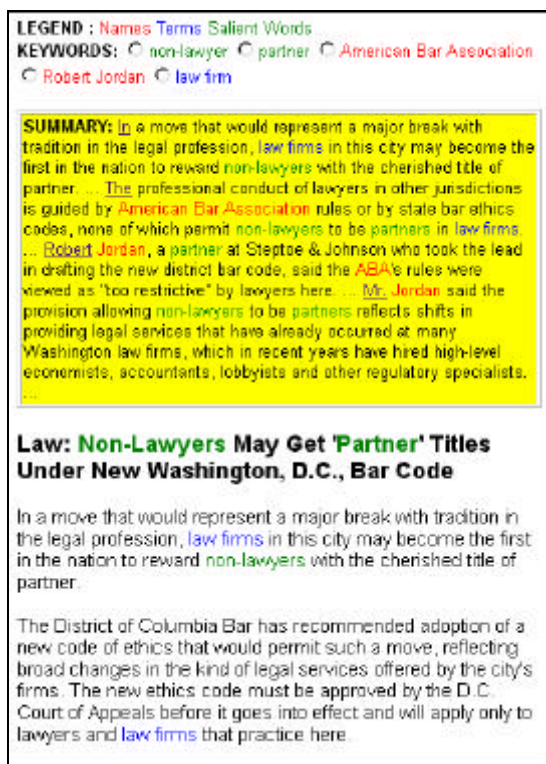 LEGEND : Names Terms Salient Words
KEYWORDS: non-lawyer partner American Bar Association
Robert Jordan law firm
SUMMARY: In a move that would represent a major break with
tradition in the legal profession, law firms in this city may become the
first in the nation to reward non-lawyers with the cherished title of
partner. ... The professional conduct of lawyers in other jurisdictions
is guided by American Bar Association rules or by state bar ethics
codes, none of which permit non-lawyers to be partners in law firms.
... Robert Jordan, a partner at Steptoe & Johnson who took the lead
in drafting the new district bar code, said the ABA's rules were
viewed as "too restrictive" by lawyers here. ... Mr. Jordan said the
provision allowing non-lawyers to be partners reflects shifts in
providing legal services that have already occurred at many
Washington law firms, which in recent years have hired high-level
economists, accountants, lobbyists and other regulatory specialists.
...
Law: Non-Lawyers May Get 'Partner' Titles
Under New Washington, D.C., Bar Code
In a move that would represent a major break with tradition in
the legal profession, law firms in this city may become the first
in the nation to reward non-lawyers with the cherished title of
partner.
The District of Columbia Bar has recommended adoption of a
new code of ethics that would permit such a move, reflecting
broad changes in the kind of legal services offered by the city's
firms. The new ethics code must be approved by the D.C.
Court of Appeals before it goes into effect and will apply only to
lawyers and law firms that practice here.